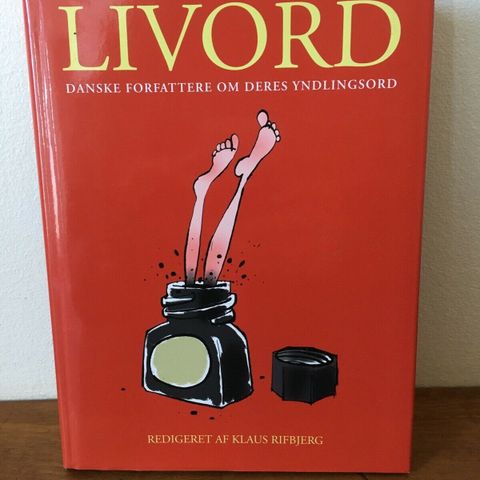 LIVORD
DANSKE FORFATTERE OM DERES YNDLINGSORD
REDIGERET AF KLAUS RIFBJERG